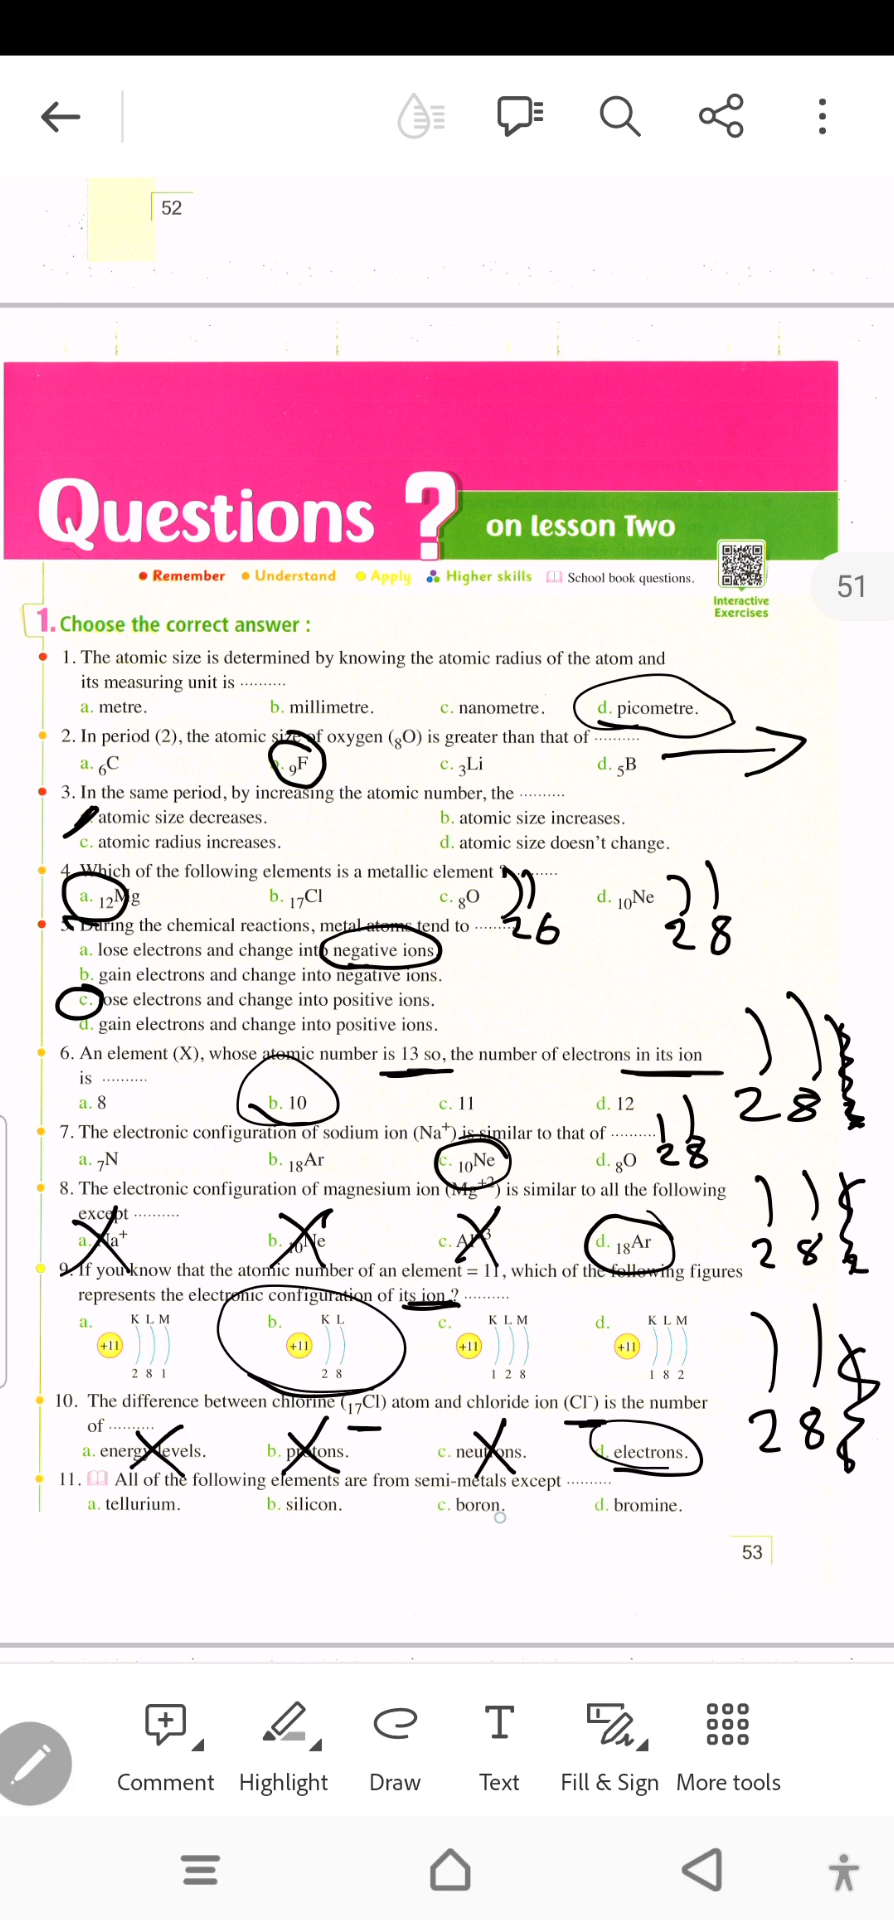 52
Questions ?
on lesson Two
Remember Understand Apply Higher skills School book questions.
51
Interactive
Exercises
1. Choose the correct answer :
1. The atomic size is determined by knowing the atomic radius of the atom and
its measuring unit is ..........
a. metre. b. millimetre. c. nanometre. d. picometre.
2. In period (2), the atomic size of oxygen (₈O) is greater than that of ..........
a. ₆C ₉F c. ₃Li d. ₅B
3. In the same period, by increasing the atomic number, the ..........
atomic size decreases. b. atomic size increases.
c. atomic radius increases. d. atomic size doesn't change.
4. Which of the following elements is a metallic element ? ..........
a. ₁₂Mg b. ₁₇Cl c. ₈O d. ₁₀Ne
26 28
5. During the chemical reactions, metal atoms tend to ..........
a. lose electrons and change into negative ions.
b. gain electrons and change into negative ions.
c. lose electrons and change into positive ions.
d. gain electrons and change into positive ions.
6. An element (X), whose atomic number is 13 so, the number of electrons in its ion
is ..........
a. 8 b. 10 c. 11 d. 12
2 8
7. The electronic configuration of sodium ion (Na⁺) is similar to that of ..........
a. ₇N b. ₁₈Ar c. ₁₀Ne d. ₈O
28
8. The electronic configuration of magnesium ion (Mg⁺²) is similar to all the following
except ..........
a. Na⁺ b. ₁₀Ne c. Al⁺³ d. ₁₈Ar
2 8 2
9. If you know that the atomic number of an element = 11, which of the following figures
represents the electronic configuration of its ion ? ..........
a. K L M b. K L c. K L M d. K L M
+11 +11 +11 +11
2 8 1 2 8 1 2 8 1 8 2
10. The difference between chlorine (₁₇Cl) atom and chloride ion (Cl⁻) is the number
of ..........
2 8
a. energy levels. b. protons. c. neutrons. d. electrons.
11. All of the following elements are from semi-metals except ..........
a. tellurium. b. silicon. c. boron. d. bromine.
53
Comment Highlight Draw Text Fill & Sign More tools